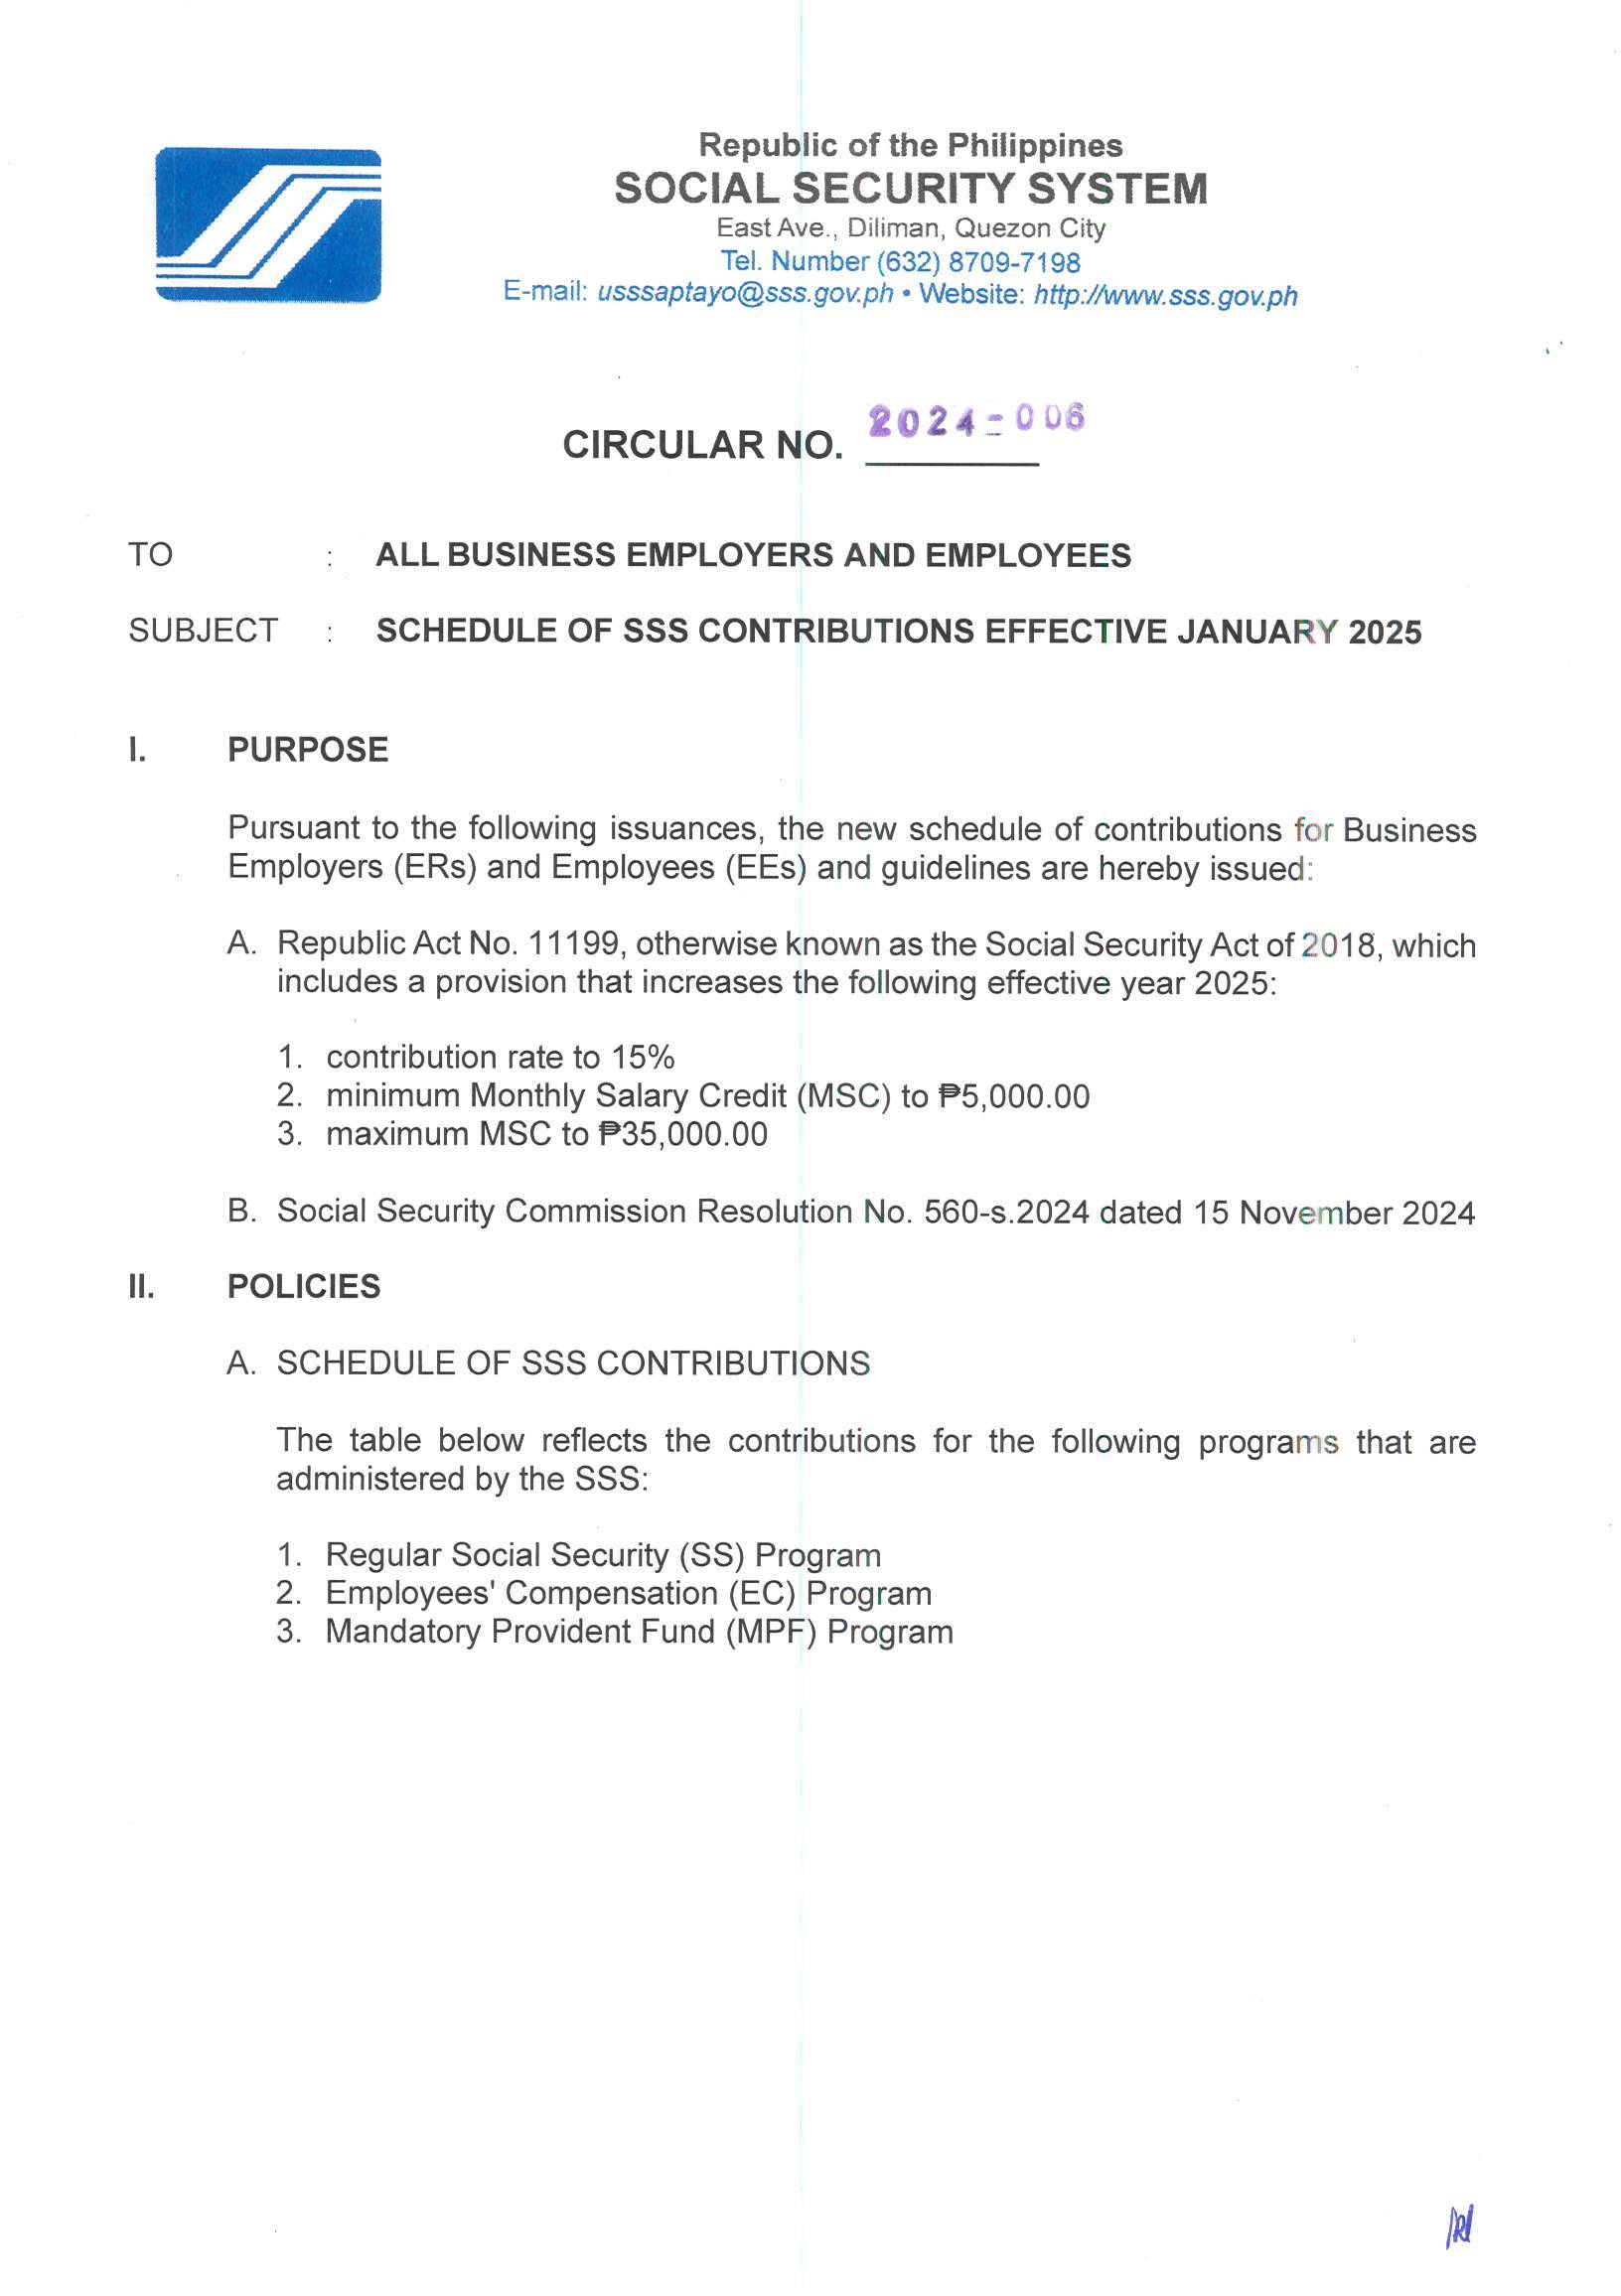 Republic of the Philippines
SOCIAL SECURITY SYSTEM
East Ave., Diliman, Quezon City
Tel. Number (632) 8709-7198
E-mail: usssaptayo@sss.gov.ph • Website: http://www.sss.gov.ph
CIRCULAR NO. 2024-006
TO : ALL BUSINESS EMPLOYERS AND EMPLOYEES
SUBJECT : SCHEDULE OF SSS CONTRIBUTIONS EFFECTIVE JANUARY 2025
I. PURPOSE
Pursuant to the following issuances, the new schedule of contributions for Business
Employers (ERs) and Employees (EEs) and guidelines are hereby issued:
A. Republic Act No. 11199, otherwise known as the Social Security Act of 2018, which
includes a provision that increases the following effective year 2025:
1. contribution rate to 15%
2. minimum Monthly Salary Credit (MSC) to ₱5,000.00
3. maximum MSC to ₱35,000.00
B. Social Security Commission Resolution No. 560-s.2024 dated 15 November 2024
II. POLICIES
A. SCHEDULE OF SSS CONTRIBUTIONS
The table below reflects the contributions for the following programs that are
administered by the SSS:
1. Regular Social Security (SS) Program
2. Employees' Compensation (EC) Program
3. Mandatory Provident Fund (MPF) Program